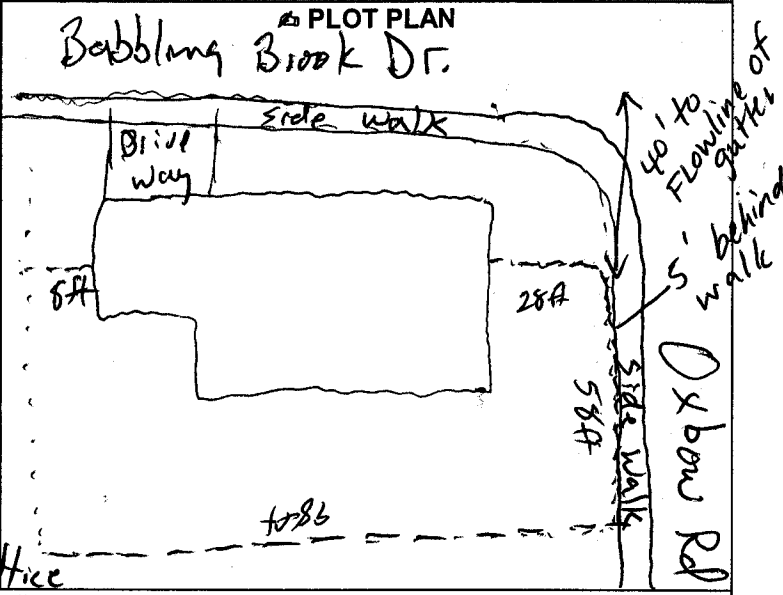 PLOT PLAN
Babbling Brook Dr.
Side walk
Drive
Way
40' to
Flowline of
gutter
5' behind
walk
8ft
28ft
58ft
Side walk
Oxbow Rd